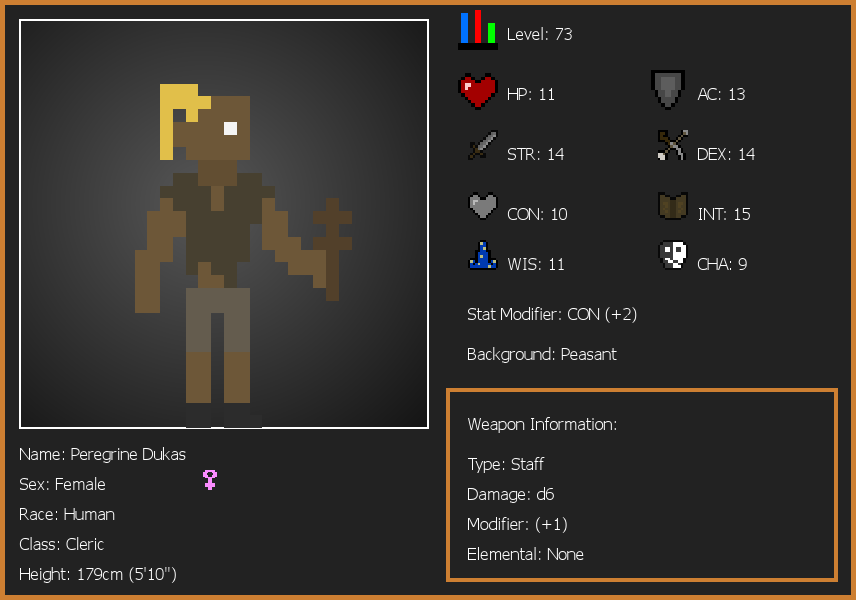 Level: 73
HP: 11
AC: 13
STR: 14
DEX: 14
CON: 10
INT: 15
WIS: 11
CHA: 9
Stat Modifier: CON (+2)
Background: Peasant
Weapon Information:
Type: Staff
Damage: d6
Modifier: (+1)
Elemental: None
Name: Peregrine Dukas
Sex: Female
Race: Human
Class: Cleric
Height: 179cm (5'10")